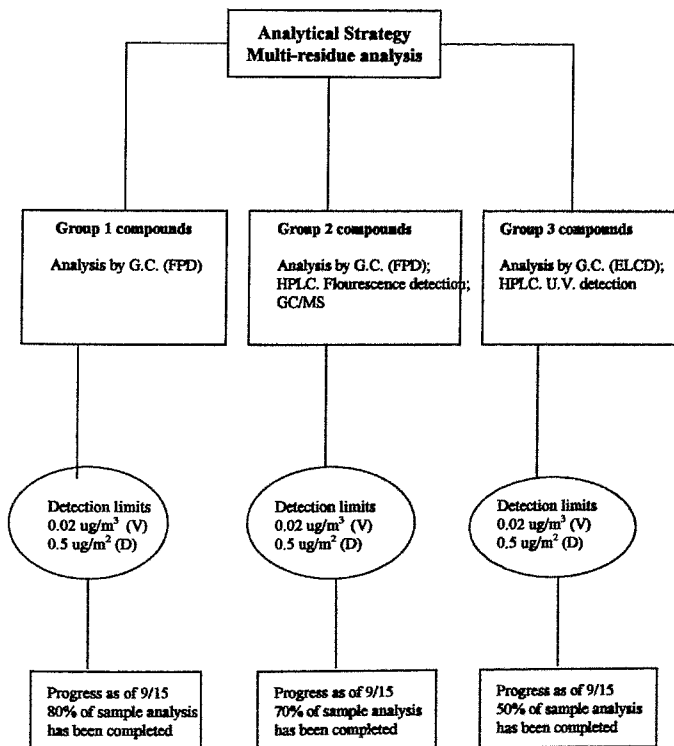 Analytical Strategy
Multi-residue analysis
Group 1 compounds
Analysis by G.C. (FPD)
Group 2 compounds
Analysis by G.C. (FPD);
HPLC. Flourescence detection;
GC/MS
Group 3 compounds
Analysis by G.C. (ELCD);
HPLC. U.V. detection
Detection limits
0.02 ug/m³ (V)
0.5 ug/m² (D)
Detection limits
0.02 ug/m³ (V)
0.5 ug/m² (D)
Detection limits
0.02 ug/m³ (V)
0.5 ug/m² (D)
Progress as of 9/15
80% of sample analysis
has been completed
Progress as of 9/15
70% of sample analysis
has been completed
Progress as of 9/15
50% of sample analysis
has been completed